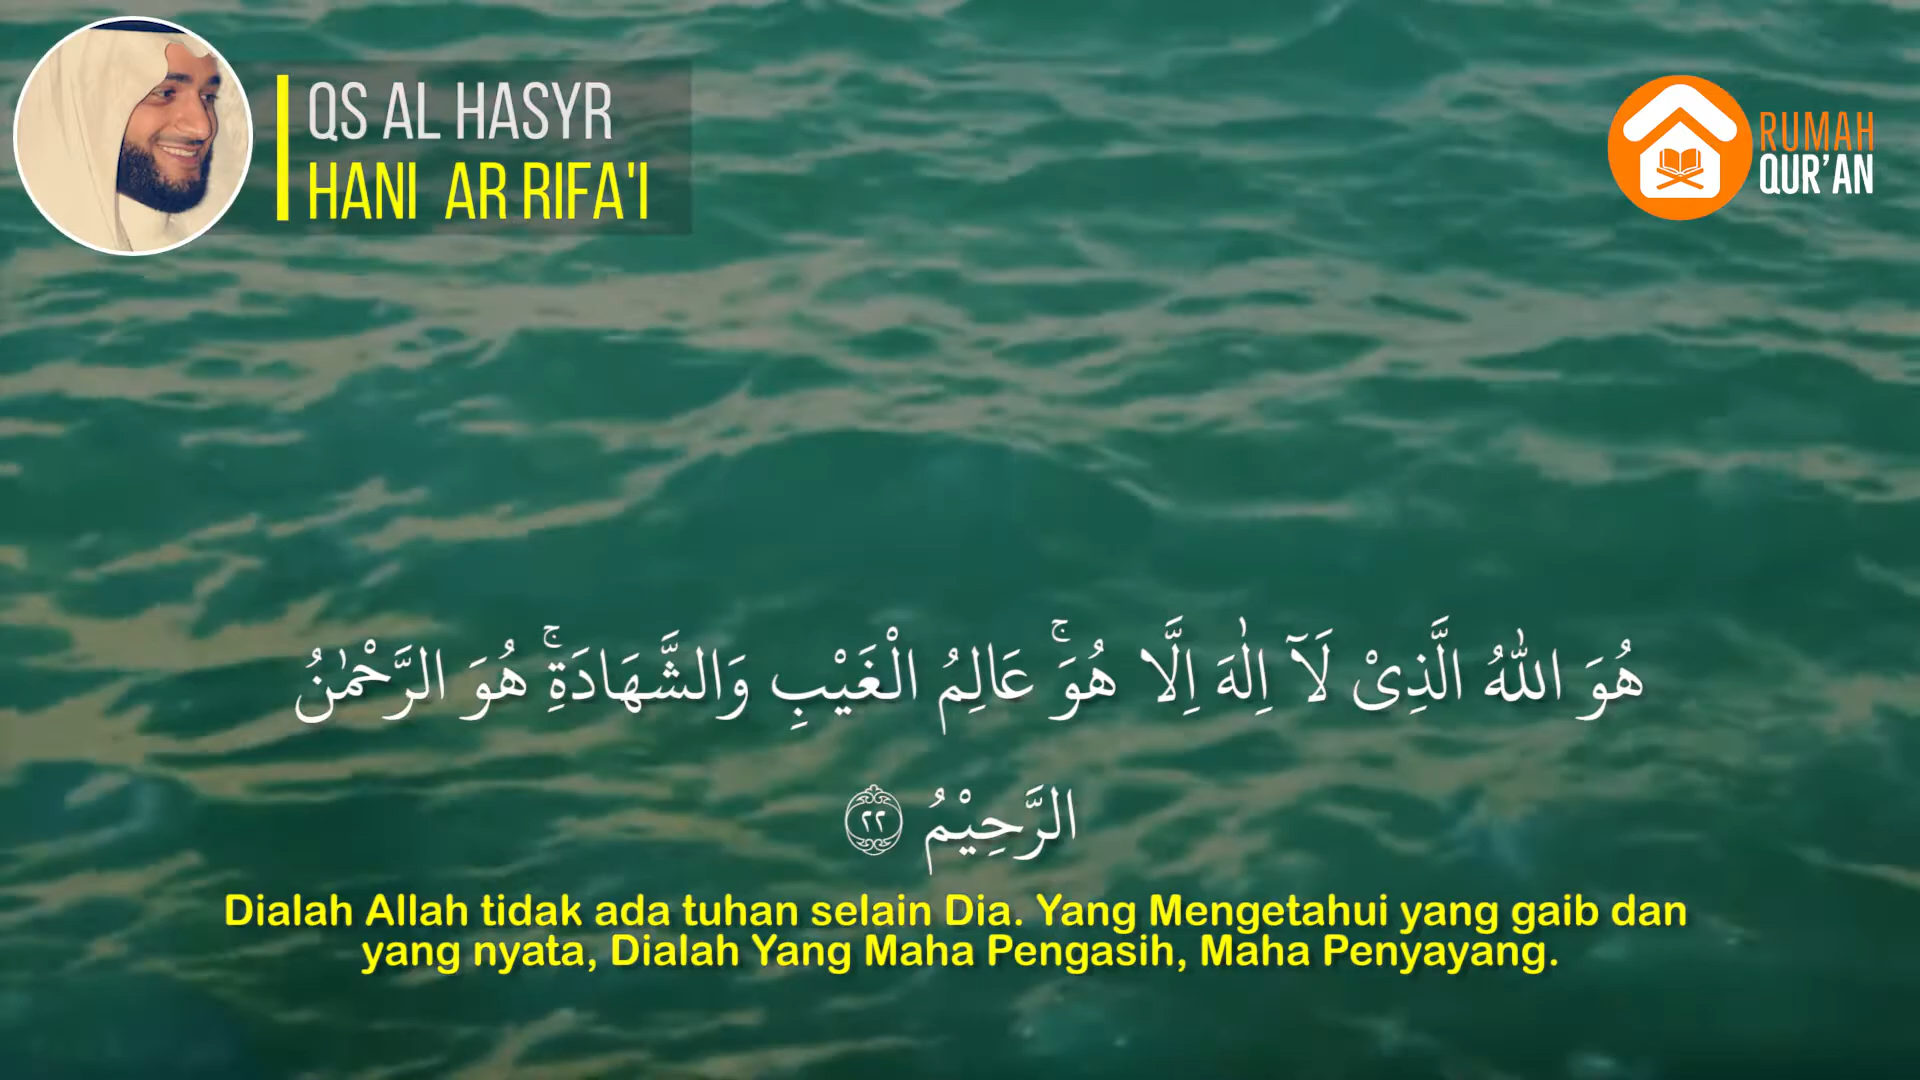 QS AL HASYR
HANI AR RIFA'I
RUMAH
QUR'AN
هُوَ اللّٰهُ الَّذِيْ لَآ اِلٰهَ اِلَّا هُوَۚ عَالِمُ الْغَيْبِ وَالشَّهَادَةِۚ هُوَ الرَّحْمٰنُ
الرَّحِيْمُ ٢٢
Dialah Allah tidak ada tuhan selain Dia. Yang Mengetahui yang gaib dan
yang nyata, Dialah Yang Maha Pengasih, Maha Penyayang.